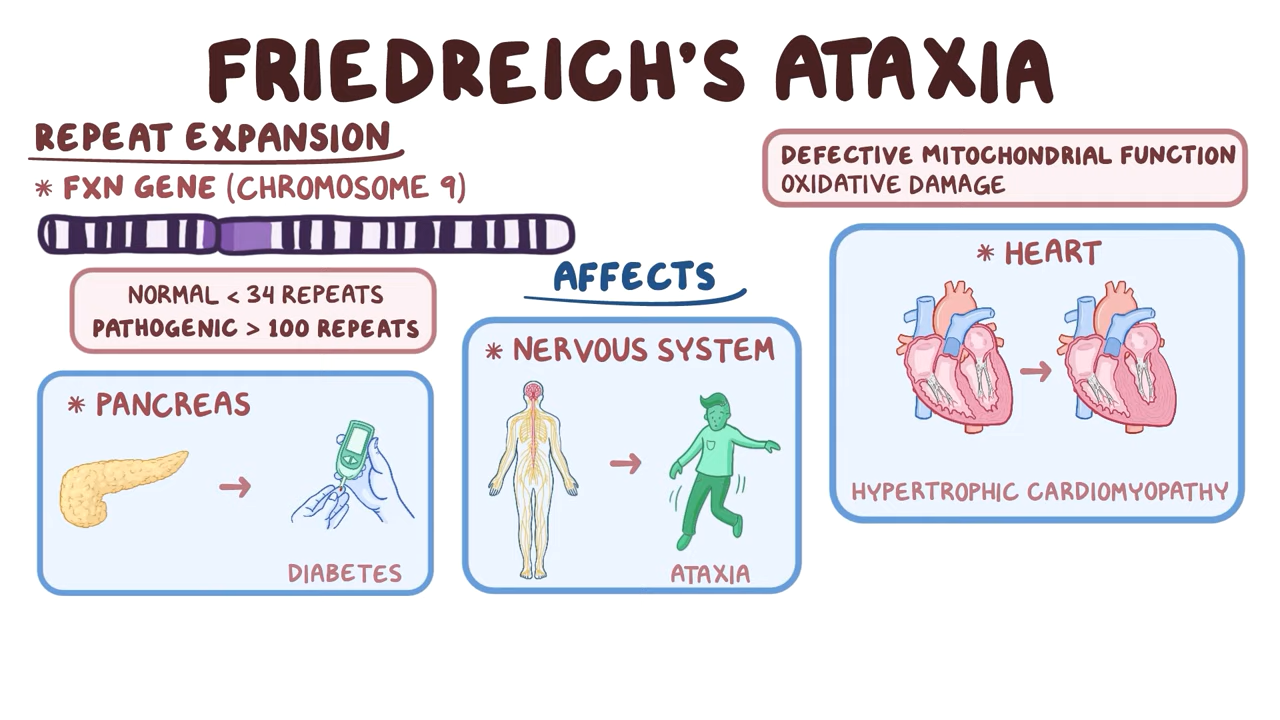 FRIEDREICH'S ATAXIA
REPEAT EXPANSION
* FXN GENE (CHROMOSOME 9)
NORMAL < 34 REPEATS
PATHOGENIC > 100 REPEATS
DEFECTIVE MITOCHONDRIAL FUNCTION
OXIDATIVE DAMAGE
AFFECTS
* PANCREAS
DIABETES
* NERVOUS SYSTEM
ATAXIA
* HEART
HYPERTROPHIC CARDIOMYOPATHY